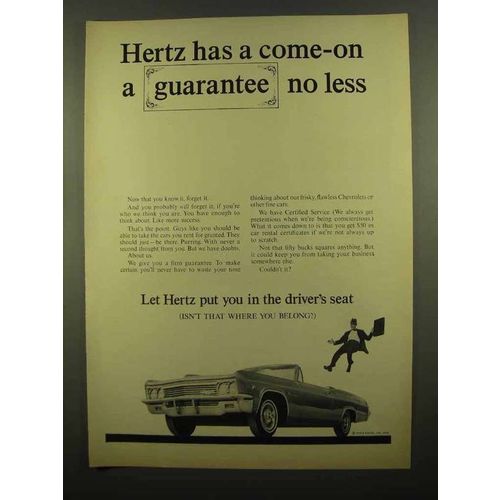 Hertz has a come-on
a guarantee no less
Now that you know it, forget it.
And you probably will forget it, if you're
who we think you are. You have enough to
think about. Like more success.
That's the point. Guys like you should be
able to take the cars you rent for granted. They
should just—be there. Purring. With never a
second thought from you. But we have doubts.
About us.
We give you a firm guarantee. To make
certain you'll never have to waste your time
thinking about our frisky, flawless Chevrolets or
other fine cars.
We have Certified Service (We always get
pretentious when we're being conscientious.)
What it comes down to is that you get $50 in
car rental certificates if we're not always up
to scratch.
Not that fifty bucks squares anything. But
it could keep you from taking your business
somewhere else.
Couldn't it?
Let Hertz put you in the driver's seat
(ISN'T THAT WHERE YOU BELONG?)